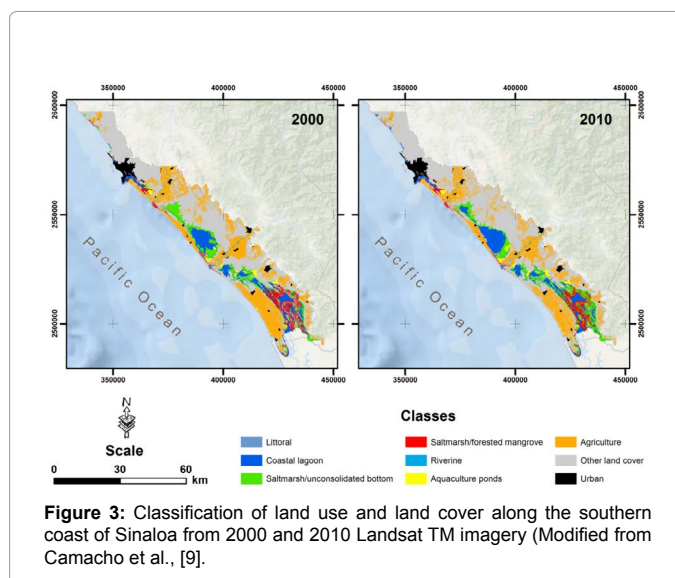 350000 400000 450000 350000 400000 450000
2600000
2000
2010
2550000
2500000
Pacific Ocean
Pacific Ocean
2600000
2550000
2500000
350000 400000 450000 350000 400000 450000
N
Scale
0 30 60
km
Classes
Littoral
Coastal lagoon
Saltmarsh/unconsolidated bottom
Saltmarsh/forested mangrove
Riverine
Aquaculture ponds
Agriculture
Other land cover
Urban
Figure 3: Classification of land use and land cover along the southern
coast of Sinaloa from 2000 and 2010 Landsat TM imagery (Modified from
Camacho et al., [9].